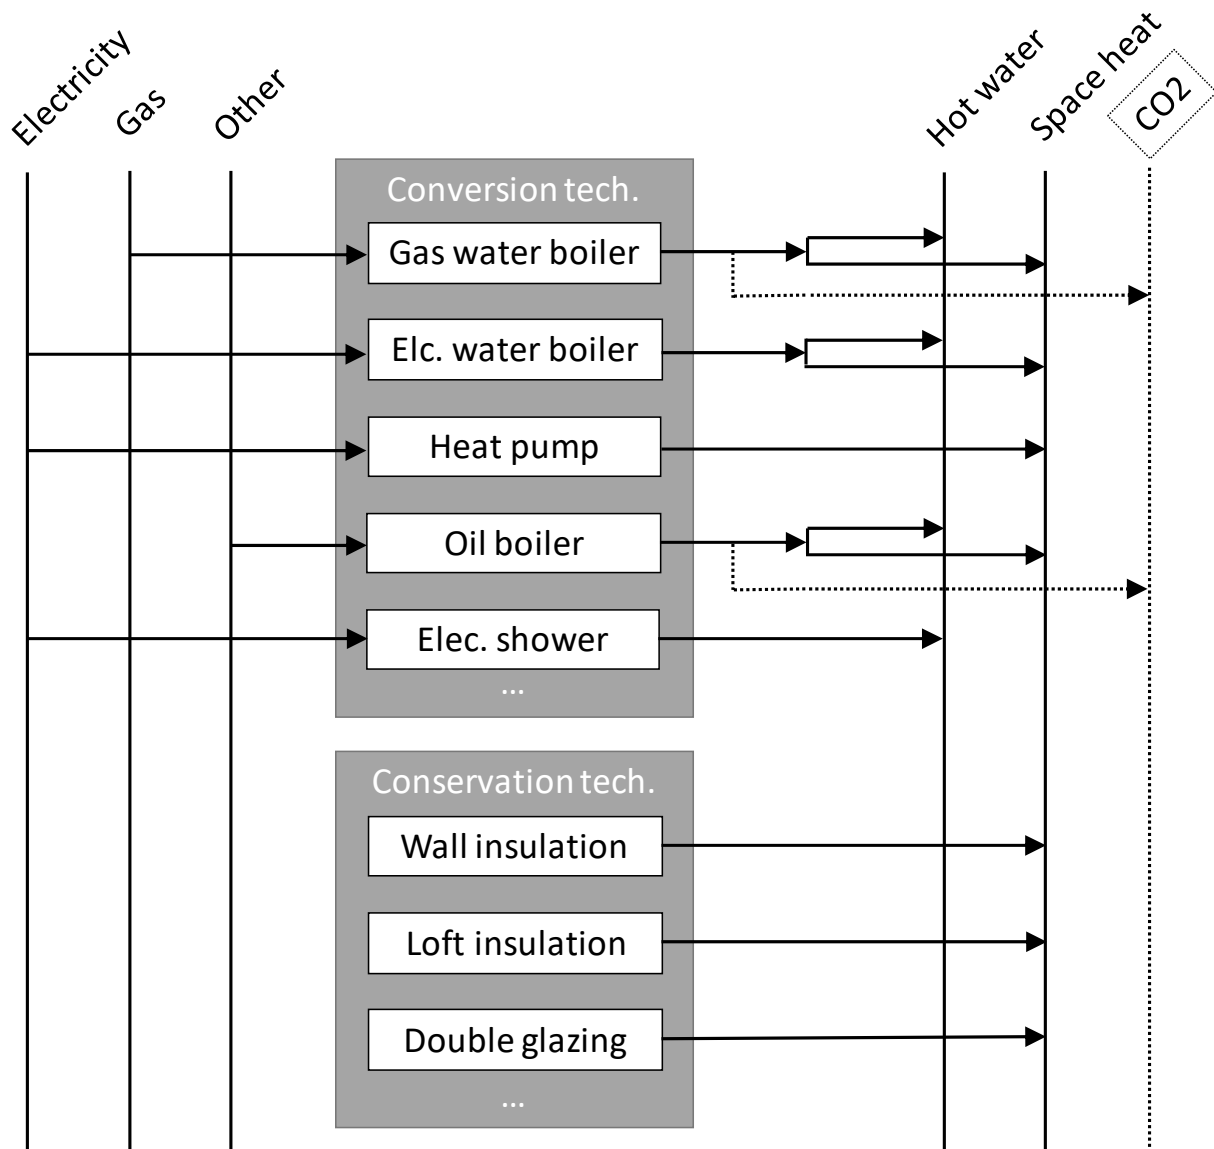 Electricity
Gas
Other
Hot water
Space heat
CO2
Conversion tech.
Gas water boiler
Elc. water boiler
Heat pump
Oil boiler
Elec. shower
...
Conservation tech.
Wall insulation
Loft insulation
Double glazing
...